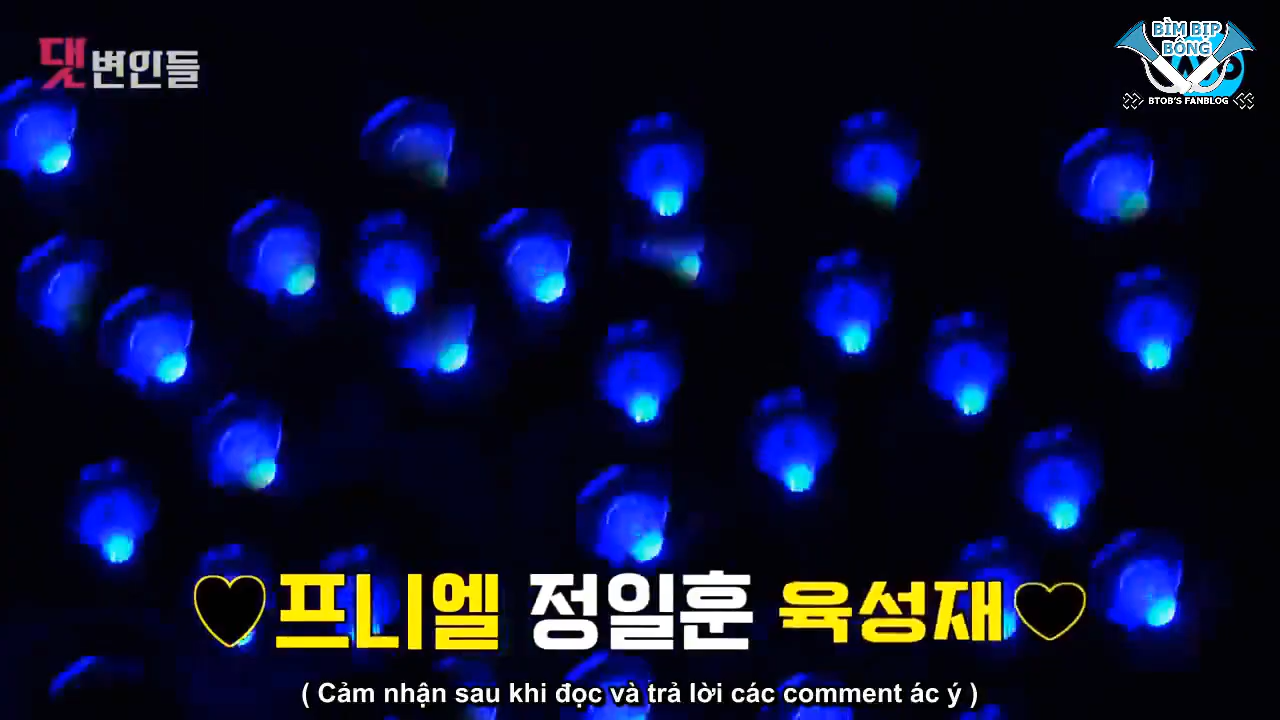 댓변인들
BÌM BỊP
BÔNG
BTOB'S FANBLOG
프니엘 정일훈 육성재
( Cảm nhận sau khi đọc và trả lời các comment ác ý )